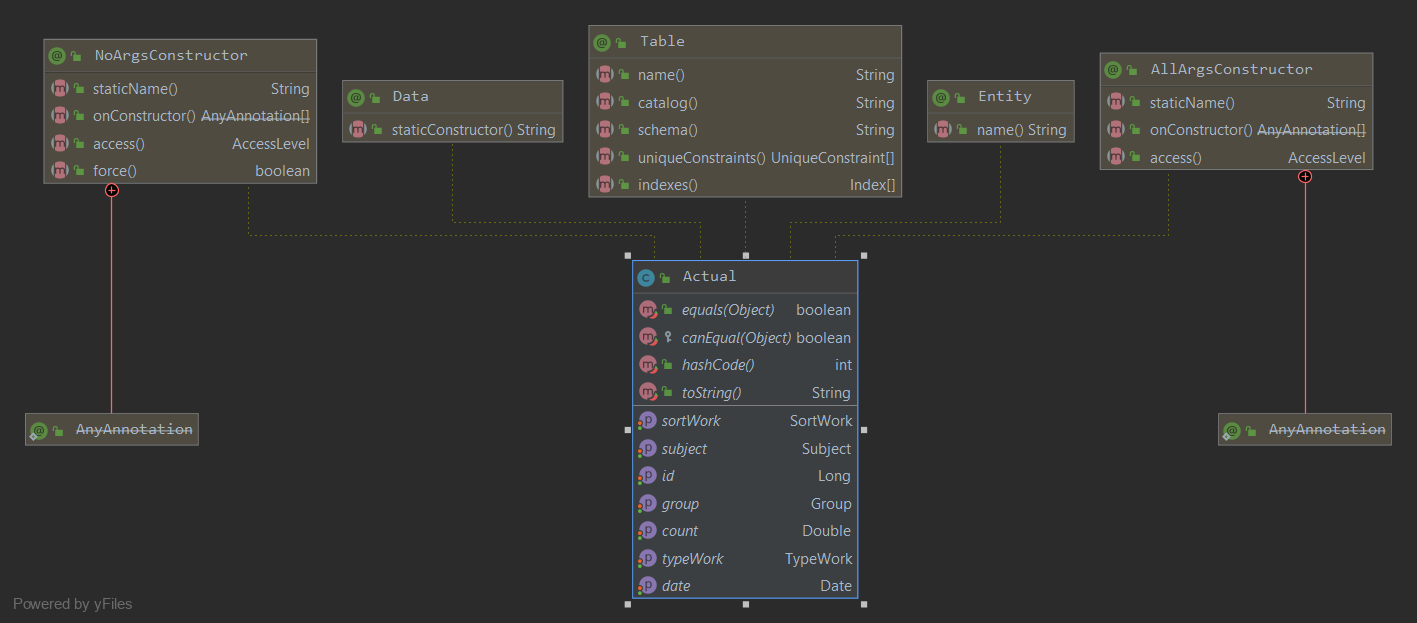 NoArgsConstructor
staticName() String
onConstructor() AnyAnnotation[]
access() AccessLevel
force() boolean
Data
staticConstructor() String
Table
name() String
catalog() String
schema() String
uniqueConstraints() UniqueConstraint[]
indexes() Index[]
Entity
name() String
AllArgsConstructor
staticName() String
onConstructor() AnyAnnotation[]
access() AccessLevel
Actual
equals(Object) boolean
canEqual(Object) boolean
hashCode() int
toString() String
sortWork SortWork
subject Subject
id Long
group Group
count Double
typeWork TypeWork
date Date
AnyAnnotation
AnyAnnotation
Powered by yFiles